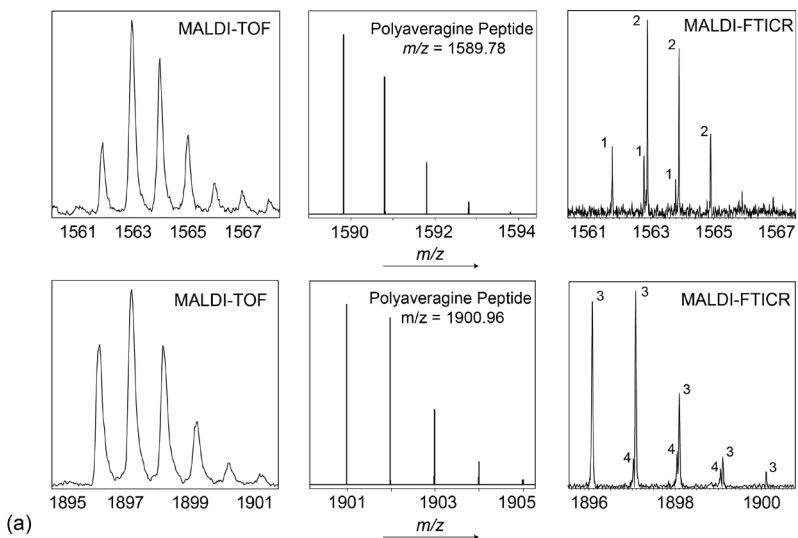 MALDI-TOF
1561 1563 1565 1567
Polyaveragine Peptide
m/z = 1589.78
1590 1592 1594
m/z
MALDI-FTICR
1
1
2
1
2
2
1561 1563 1565 1567
MALDI-TOF
1895 1897 1899 1901
Polyaveragine Peptide
m/z = 1900.96
1901 1903 1905
m/z
MALDI-FTICR
3
4
3
4
3
4
3
3
1896 1898 1900
(a)